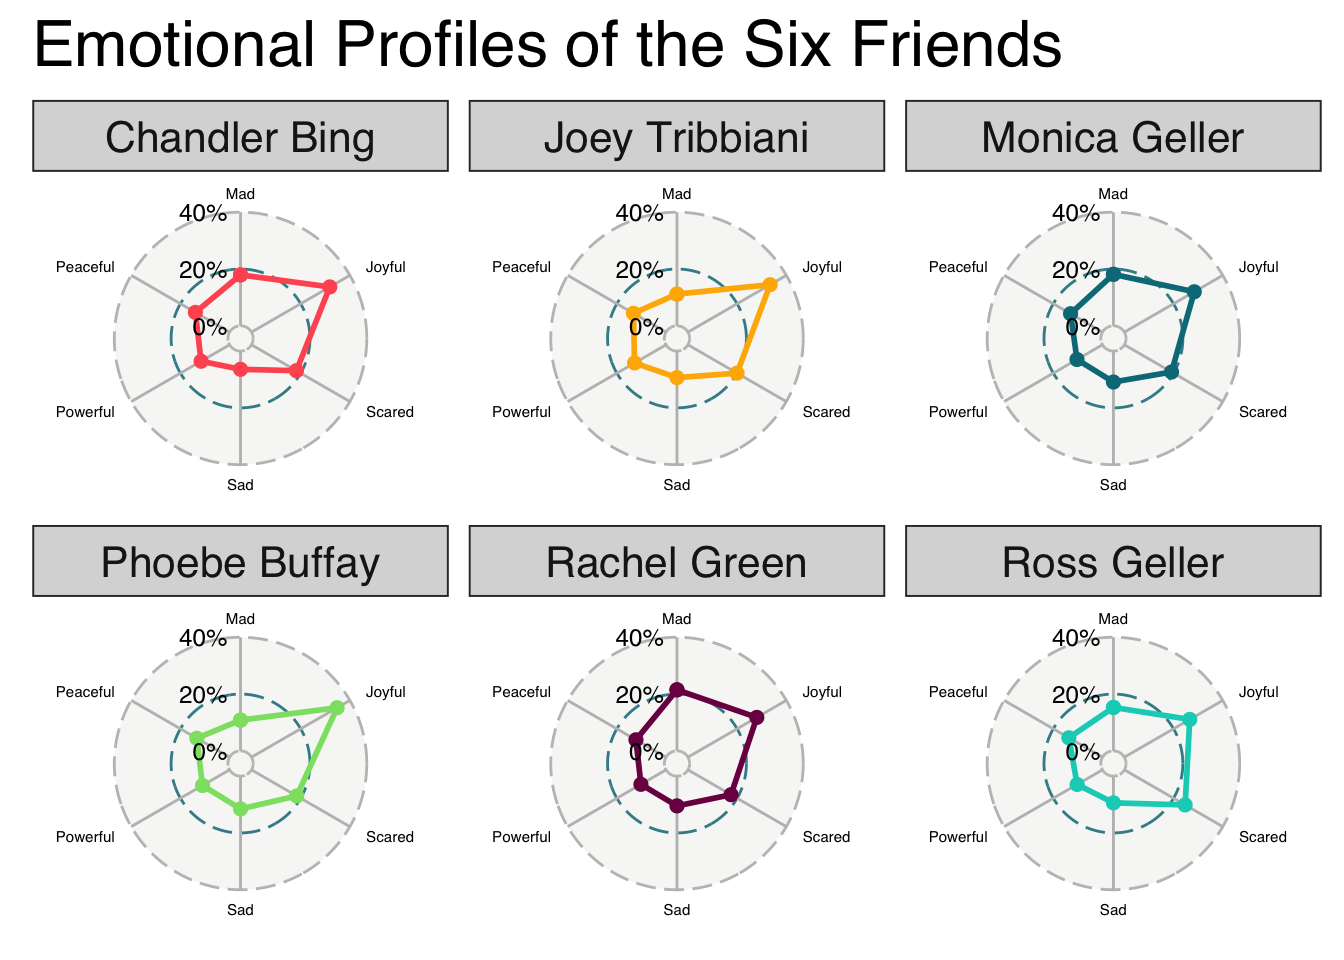 Emotional Profiles of the Six Friends
Chandler Bing
Joey Tribbiani
Monica Geller
Mad
40%
Peaceful
20%
Joyful
0%
Powerful
Scared
Sad
Mad
40%
Peaceful
20%
Joyful
0%
Powerful
Scared
Sad
Mad
40%
Peaceful
20%
Joyful
0%
Powerful
Scared
Sad
Phoebe Buffay
Rachel Green
Ross Geller
Mad
40%
Peaceful
20%
Joyful
0%
Powerful
Scared
Sad
Mad
40%
Peaceful
20%
Joyful
0%
Powerful
Scared
Sad
Mad
40%
Peaceful
20%
Joyful
0%
Powerful
Scared
Sad